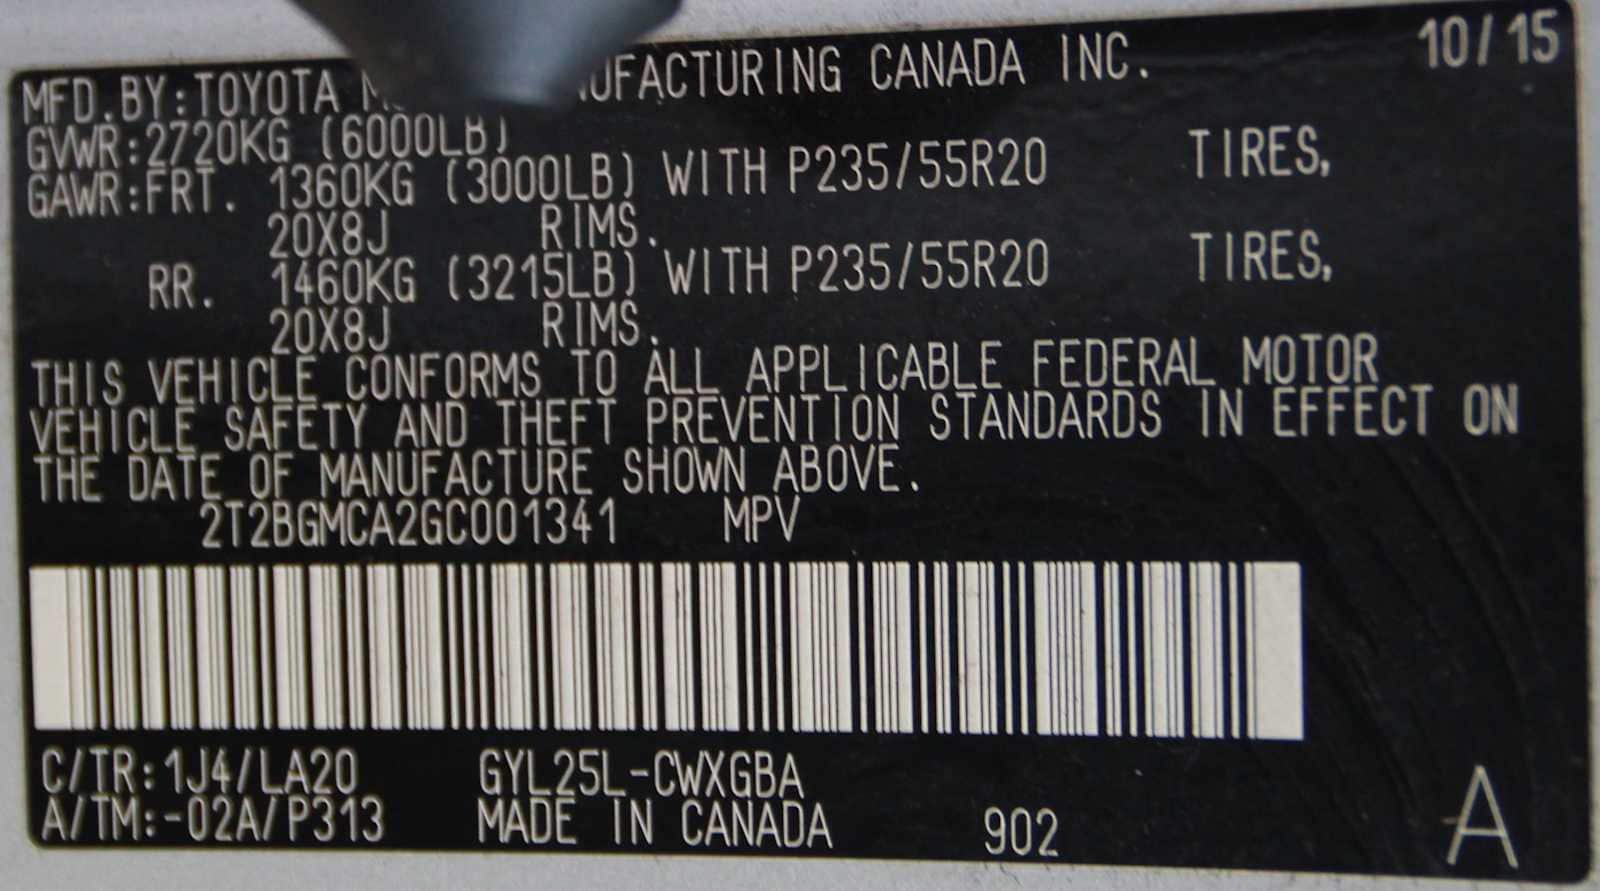 MFD.BY:TOYOTA UFACTURING CANADA INC. 10/15
GVWR:2720KG (6000LB)
GAWR:FRT. 1360KG (3000LB) WITH P235/55R20 TIRES,
20X8J RIMS.
RR. 1460KG (3215LB) WITH P235/55R20 TIRES,
20X8J RIMS.
THIS VEHICLE CONFORMS TO ALL APPLICABLE FEDERAL MOTOR
VEHICLE SAFETY AND THEFT PREVENTION STANDARDS IN EFFECT ON
THE DATE OF MANUFACTURE SHOWN ABOVE.
2T2BGMCA2GC001341 MPV
C/TR:1J4/LA20 GYL25L-CWXGBA
A/TM:-02A/P313 MADE IN CANADA 902 A